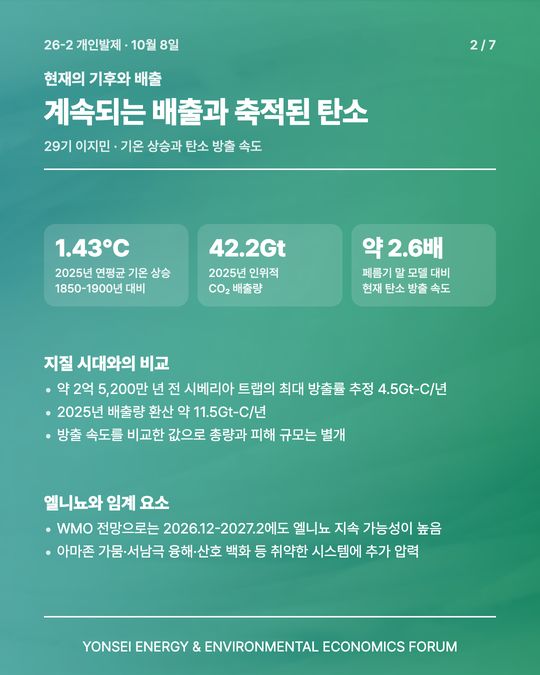 26-2 개인발제 · 10월 8일
2 / 7
현재의 기후와 배출
계속되는 배출과 축적된 탄소
29기 이지민 · 기온 상승과 탄소 방출 속도
1.43°C
2025년 연평균 기온 상승
1850-1900년 대비
42.2Gt
2025년 인위적
CO₂ 배출량
약 2.6배
페름기 말 모델 대비
현재 탄소 방출 속도
지질 시대와의 비교
• 약 2억 5,200만 년 전 시베리아 트랩의 최대 방출률 추정 4.5Gt-C/년
• 2025년 배출량 환산 약 11.5Gt-C/년
• 방출 속도를 비교한 값으로 총량과 피해 규모는 별개
엘니뇨와 임계 요소
• WMO 전망으로는 2026.12-2027.2에도 엘니뇨 지속 가능성이 높음
• 아마존 가뭄·서남극 융해·산호 백화 등 취약한 시스템에 추가 압력
YONSEI ENERGY & ENVIRONMENTAL ECONOMICS FORUM